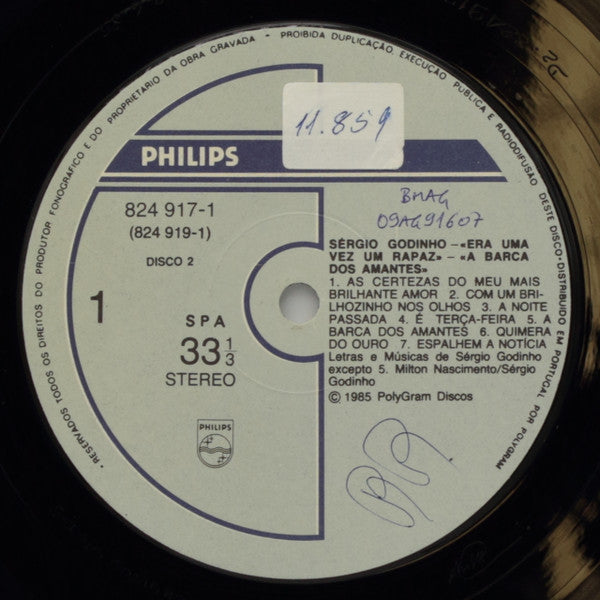 • RESERVADOS TODOS OS DIREITOS DO PRODUTOR FONOGRÁFICO E DO PROPRIETÁRIO DA OBRA GRAVADA • PROIBIDA DUPLICAÇÃO, EXECUÇÃO PÚBLICA E RADIODIFUSÃO DESTE DISCO • DISTRIBUÍDO EM PORTUGAL POR POLYGRAM
11.859
PHILIPS
824 917-1
(824 919-1)
DISCO 2
1
SPA
33 1/3
STEREO
PHILIPS
BMAG
09AG91607
SÉRGIO GODINHO – «ERA UMA
VEZ UM RAPAZ» – «A BARCA
DOS AMANTES»
1. AS CERTEZAS DO MEU MAIS
BRILHANTE AMOR 2. COM UM BRI-
LHOZINHO NOS OLHOS 3. A NOITE
PASSADA 4. É TERÇA-FEIRA 5. A
BARCA DOS AMANTES 6. QUIMERA
DO OURO 7. ESPALHEM A NOTÍCIA
Letras e Músicas de Sérgio Godinho
excepto 5. Milton Nascimento/Sérgio
Godinho
© 1985 PolyGram Discos